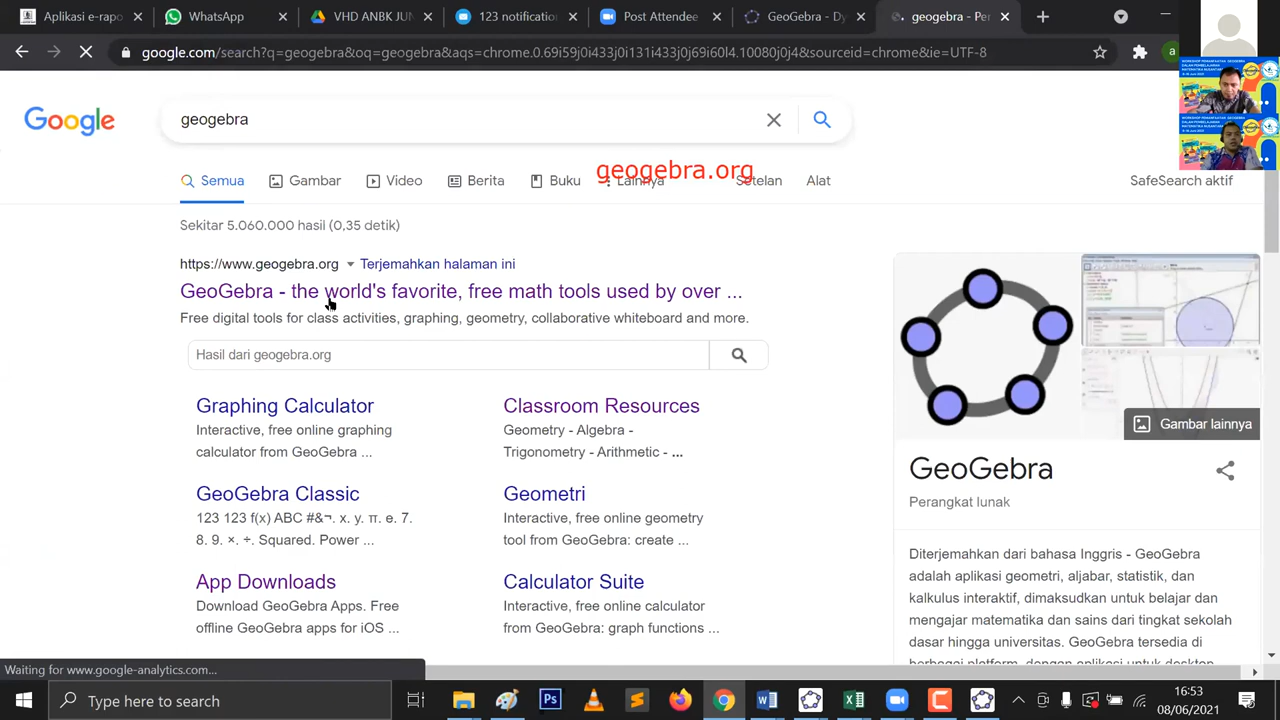 Aplikasi e-rapo
WhatsApp
VHD ANBK JUN
123 notificatio
Post Attendee
GeoGebra - Dy
geogebra - Pe
google.com/search?q=geogebra&oq=geogebra&aqs=chrome
sourceid=chrome&ie=UTF-8
Google
geogebra
geogebra.org
Semua
Gambar
Video
Berita
Buku
Lainnya
Setelan
Alat
SafeSearch aktif
Sekitar 5.060.000 hasil (0,35 detik)
https://www.geogebra.org
Terjemahkan halaman ini
GeoGebra - the world's favorite, free math tools used by over ...
Free digital tools for class activities, graphing, geometry, collaborative whiteboard and more.
Hasil dari geogebra.org
Graphing Calculator
Interactive, free online graphing
calculator from GeoGebra ...
Classroom Resources
Geometry - Algebra -
Trigonometry - Arithmetic - ...
GeoGebra Classic
123 123 f(x) ABC #&¬. x. y. π. e. 7.
8. 9. ×. ÷. Squared. Power ...
Geometri
Interactive, free online geometry
tool from GeoGebra: create ...
App Downloads
Download GeoGebra Apps. Free
offline GeoGebra apps for iOS ...
Calculator Suite
Interactive, free online calculator
from GeoGebra: graph functions ...
Gambar lainnya
GeoGebra
Perangkat lunak
Diterjemahkan dari bahasa Inggris - GeoGebra
adalah aplikasi geometri, aljabar, statistik, dan
kalkulus interaktif, dimaksudkan untuk belajar dan
mengajar matematika dan sains dari tingkat sekolah
dasar hingga universitas. GeoGebra tersedia di
berbagai platform, dengan aplikasi untuk desktop
Waiting for www.google-analytics.com...
Type here to search
16:53
08/06/2021